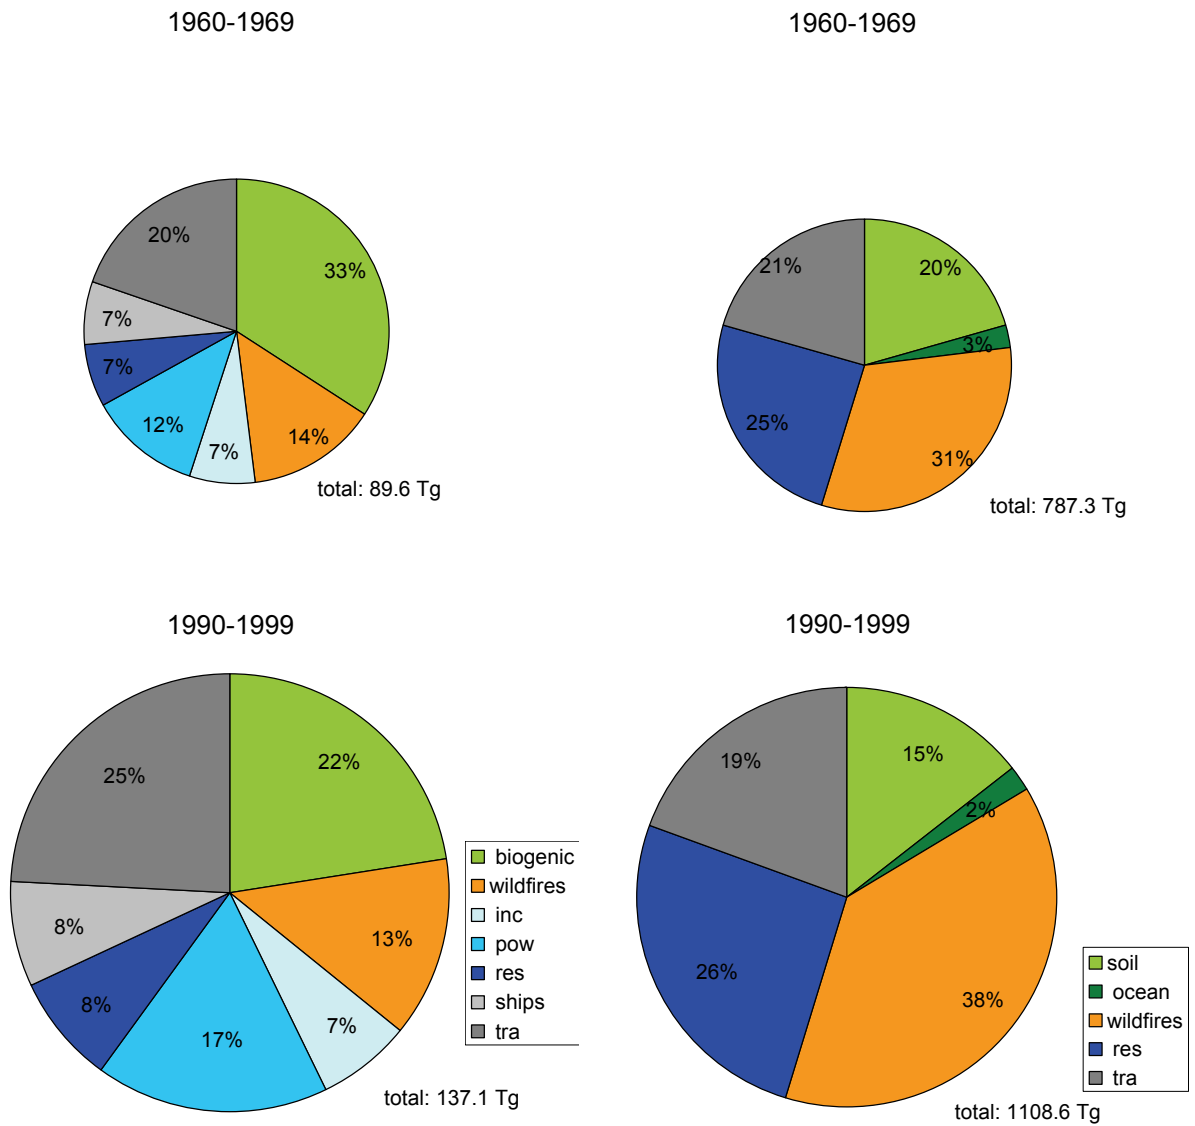 1960-1969
20%
33%
7%
7%
12%
7%
14%
total: 89.6 Tg
1960-1969
21%
20%
3%
25%
31%
total: 787.3 Tg
1990-1999
25%
22%
8%
13%
8%
17%
7%
total: 137.1 Tg
biogenic
wildfires
inc
pow
res
ships
tra
1990-1999
19%
15%
2%
26%
38%
total: 1108.6 Tg
soil
ocean
wildfires
res
tra